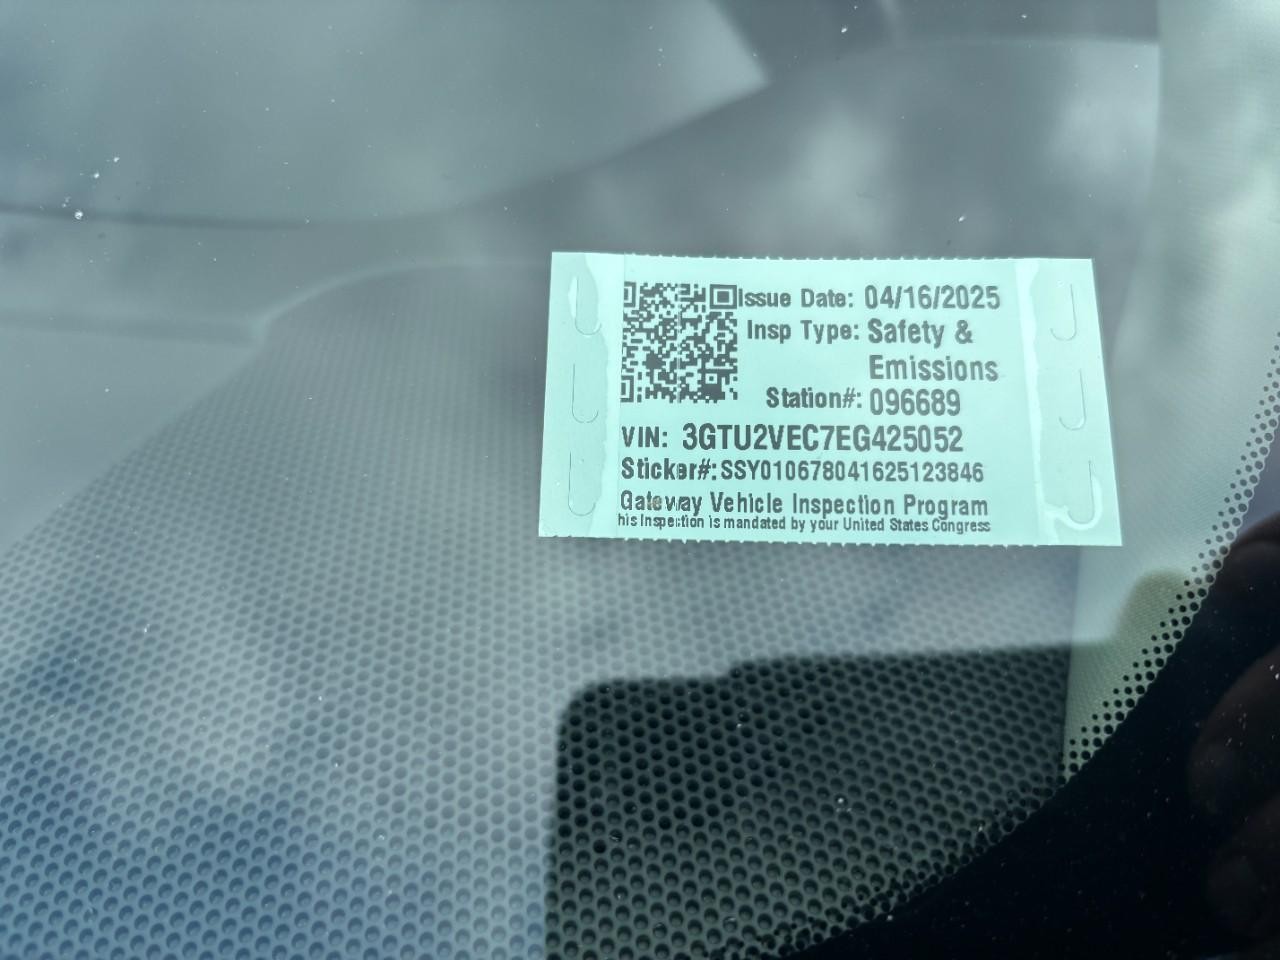 Issue Date: 04/16/2025
Insp Type: Safety &
Emissions
Station#: 096689
VIN: 3GTU2VEC7EG425052
Sticker#: SSY010678041625123846
Gateway Vehicle Inspection Program
his Inspection is mandated by your United States Congress